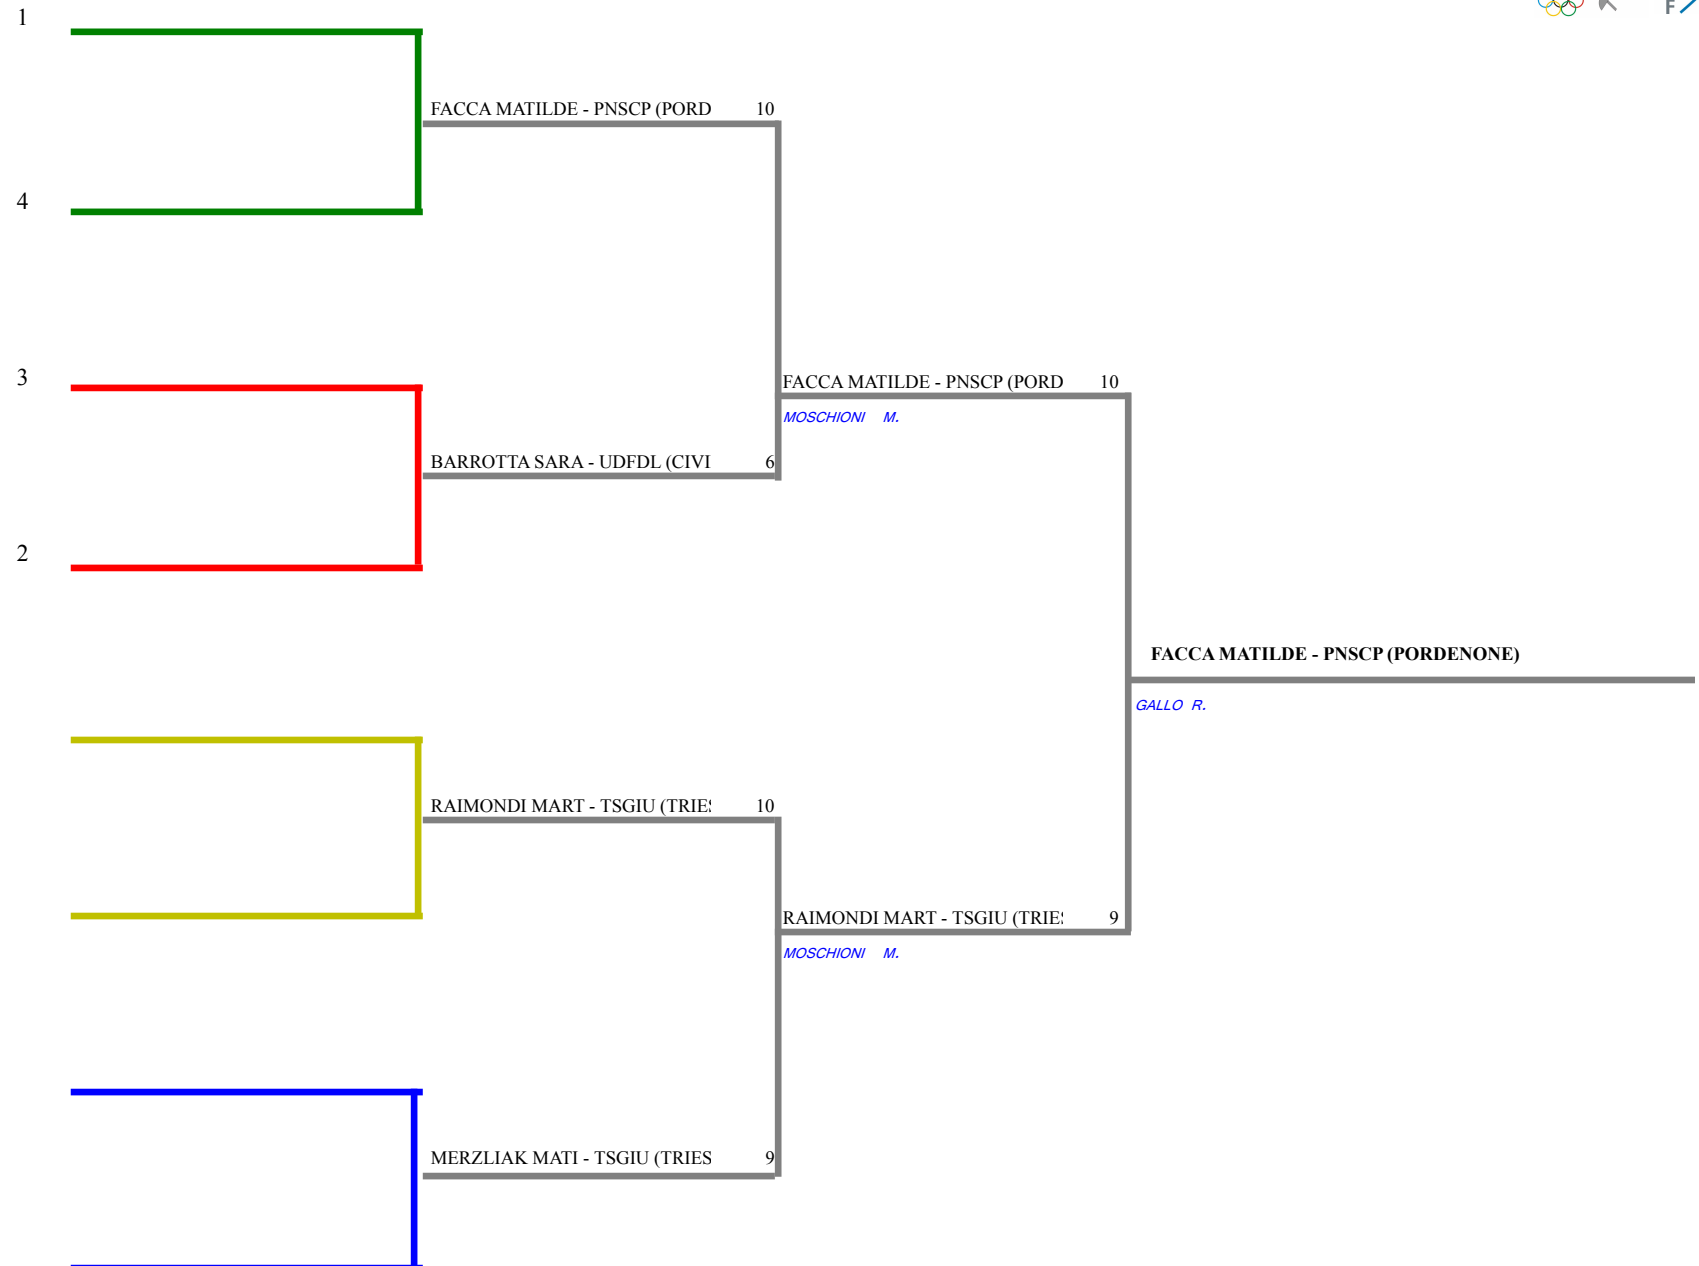 1
F
FACCA MATILDE - PNSCP (PORD 10
4
3
FACCA MATILDE - PNSCP (PORD 10
MOSCHIONI M.
BARROTTA SARA - UDFDL (CIVI 6
2
FACCA MATILDE - PNSCP (PORDENONE)
GALLO R.
RAIMONDI MART - TSGIU (TRIE 10
RAIMONDI MART - TSGIU (TRIE 9
MOSCHIONI M.
MERZLIAK MATI - TSGIU (TRIES 9